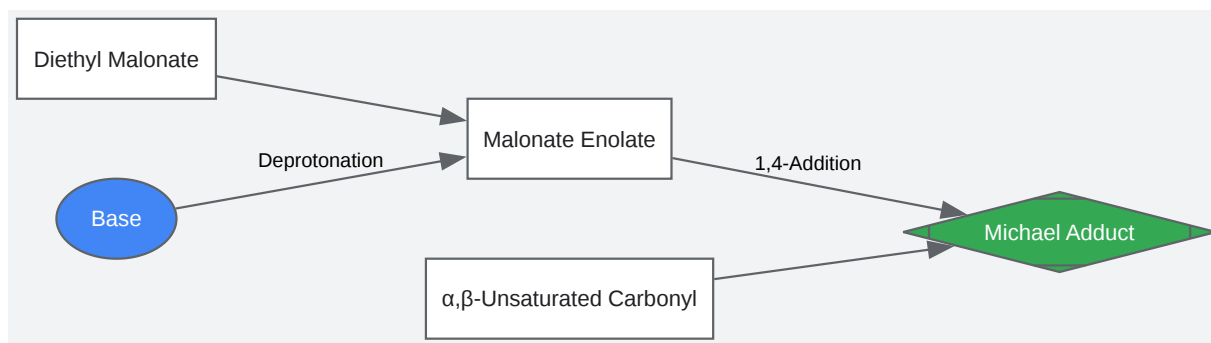 Diethyl Malonate
Malonate Enolate
Deprotonation
1,4-Addition
Base
Michael Adduct
α,β-Unsaturated Carbonyl